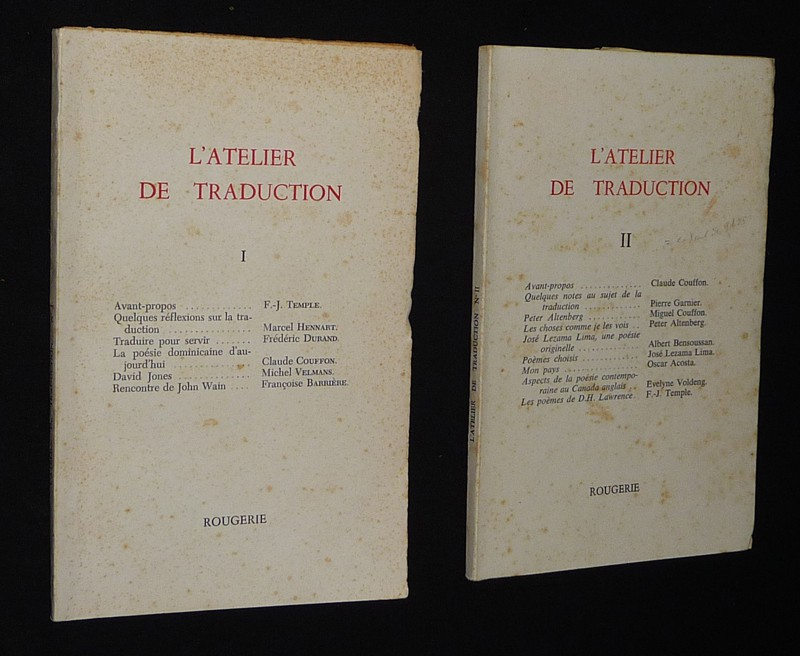 L'ATELIER
DE TRADUCTION
I
Avant-propos ............. F.-J. TEMPLE.
Quelques réflexions sur la tra-
duction ................ Marcel HENNART.
Traduire pour servir ....... Frédéric DURAND.
La poésie dominicaine d'au-
jourd'hui .............. Claude COUFFON.
David Jones .............. Michel VELMANS.
Rencontre de John Wain .... Françoise BARRIÈRE.
ROUGERIE
L'ATELIER DE TRADUCTION N° II
L'ATELIER
DE TRADUCTION
II
Avant-propos .............. Claude Couffon.
Quelques notes au sujet de la
traduction ............. Pierre Garnier.
Peter Altenberg ........... Miguel Couffon.
Les choses comme je les vois .. Peter Altenberg.
José Lezama Lima, une poésie
originelle ............... Albert Bensoussan.
Poèmes choisis ............ José Lezama Lima.
Mon pays ................. Oscar Acosta.
Aspects de la poésie contempo-
raine au Canada anglais .. Evelyne Voldeng.
Les poèmes de D.H. Lawrence. F.-J. Temple.
ROUGERIE